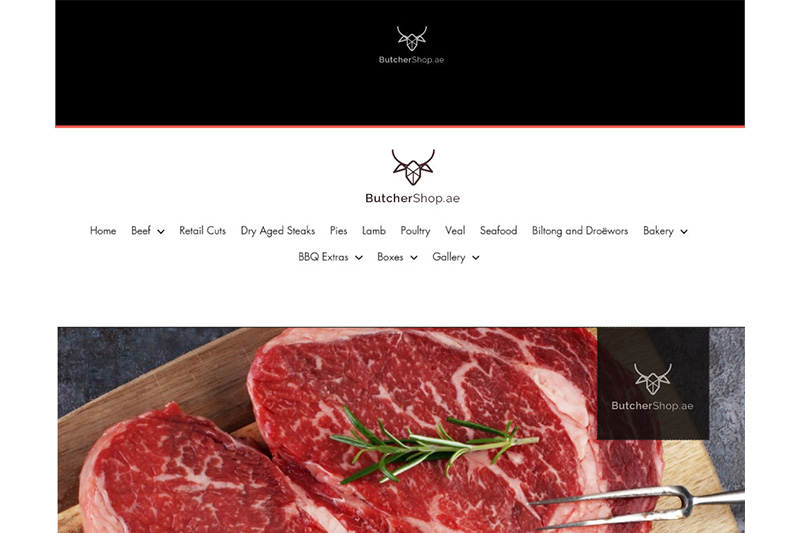 ButcherShop.ae
ButcherShop.ae
Home Beef Retail Cuts Dry Aged Steaks Pies Lamb Poultry Veal Seafood Biltong and Droëwors Bakery
BBQ Extras Boxes Gallery
ButcherShop.ae